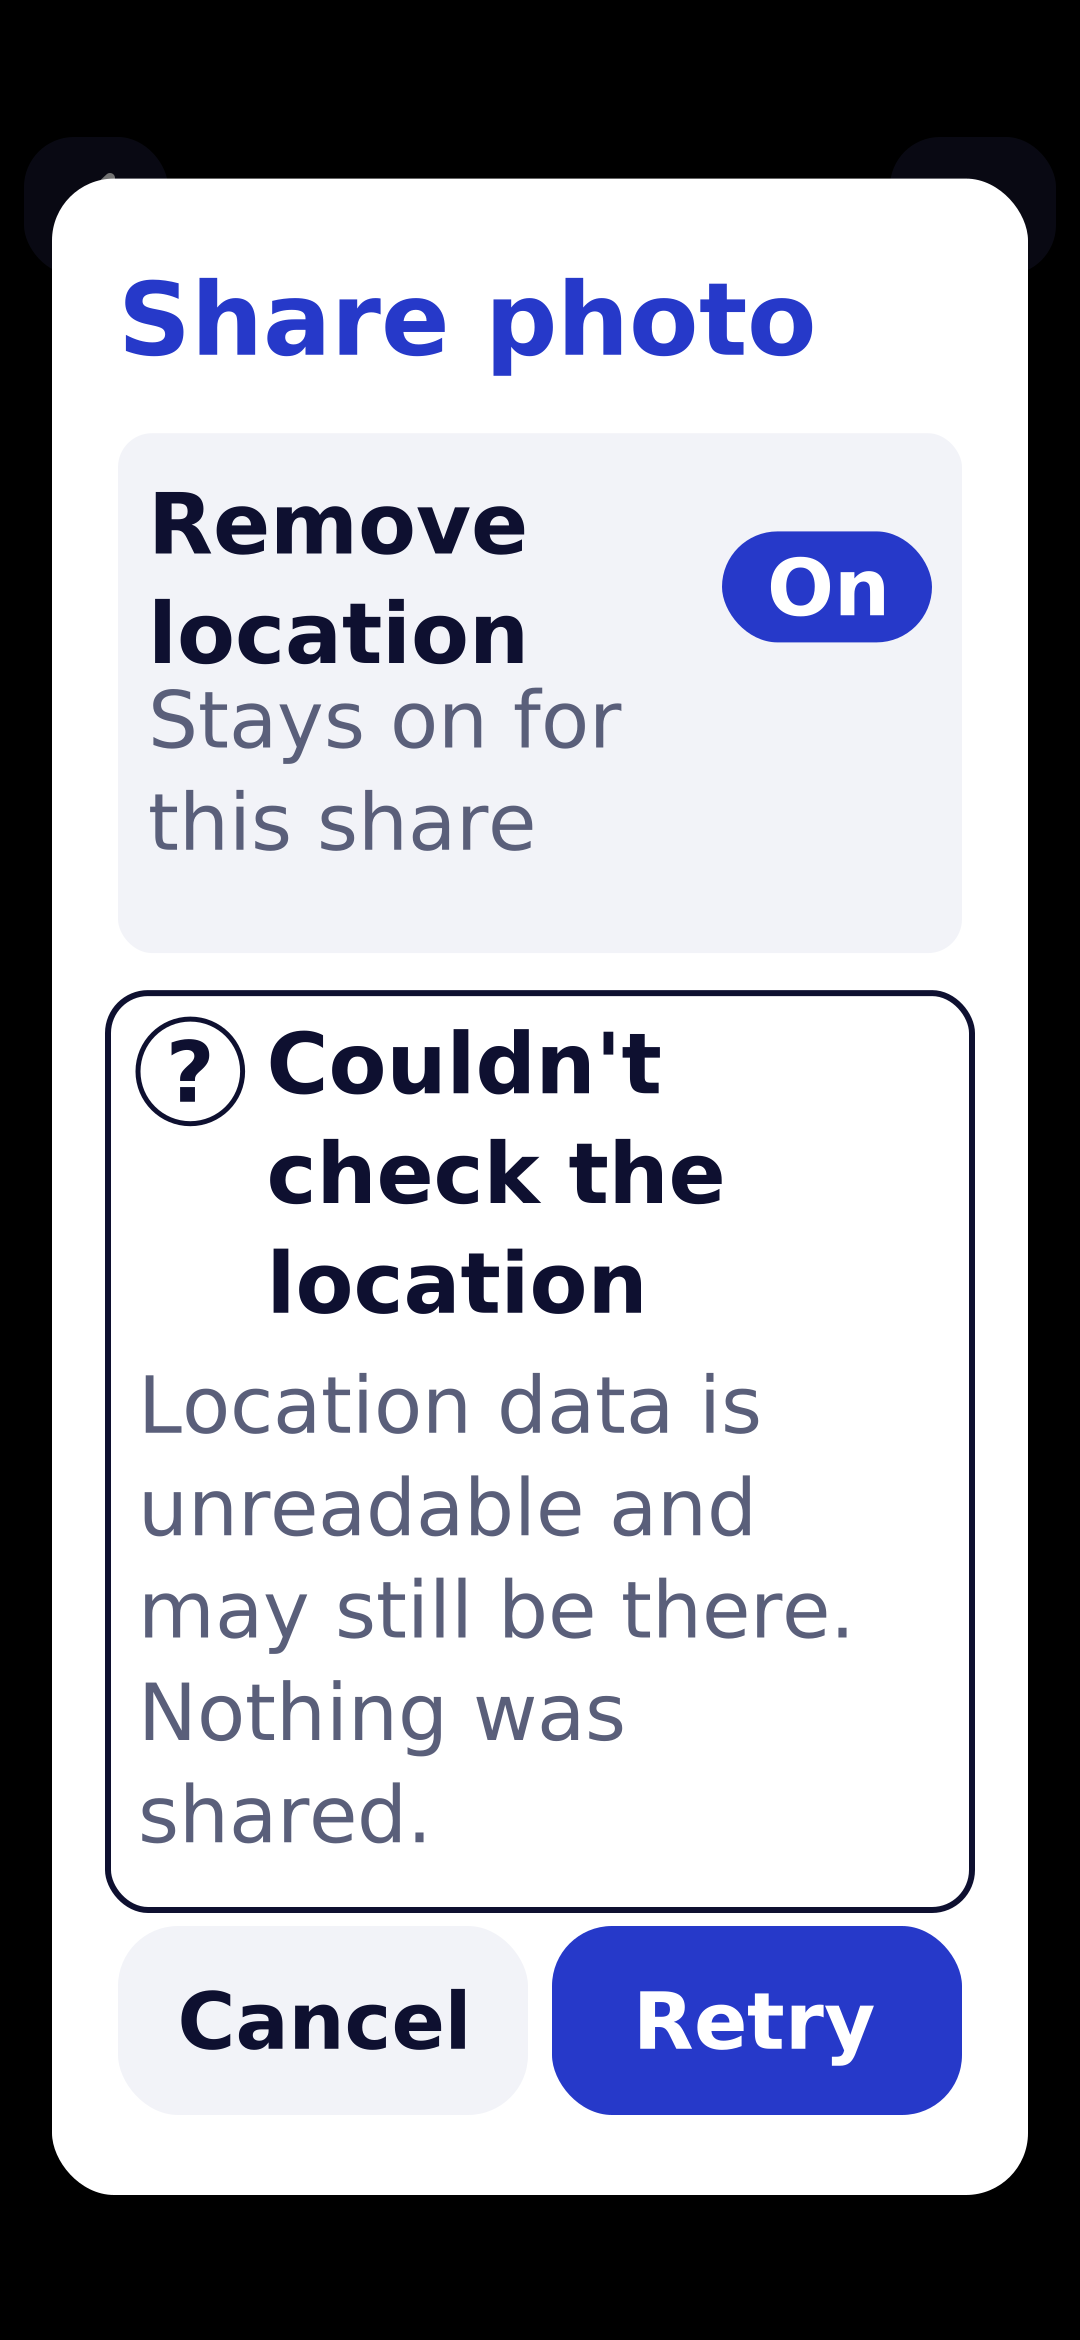 Share photo
Remove
location
On
Stays on for
this share
?
Couldn't
check the
location
Location data is
unreadable and
may still be there.
Nothing was
shared.
Cancel
Retry